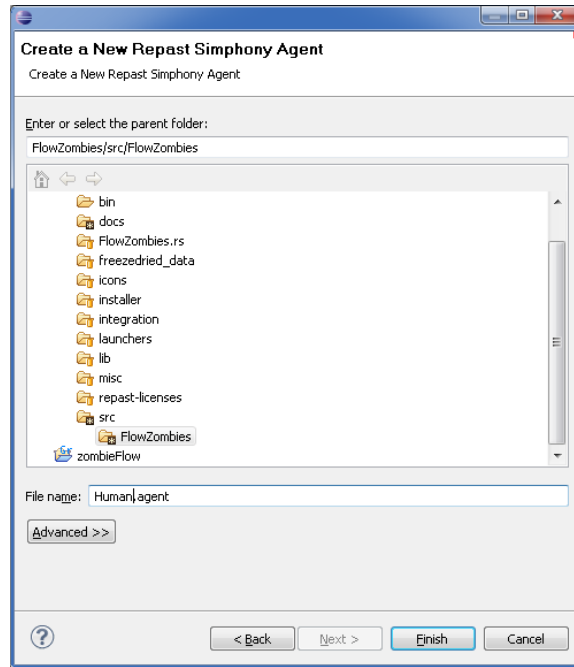 Create a New Repast Simphony Agent
Create a New Repast Simphony Agent
Enter or select the parent folder:
FlowZombies/src/FlowZombies
bin
docs
FlowZombies.rs
freezedried_data
icons
installer
integration
launchers
lib
misc
repast-licenses
src
FlowZombies
zombieFlow
File name: Human.agent
Advanced >>
< Back Next > Finish Cancel